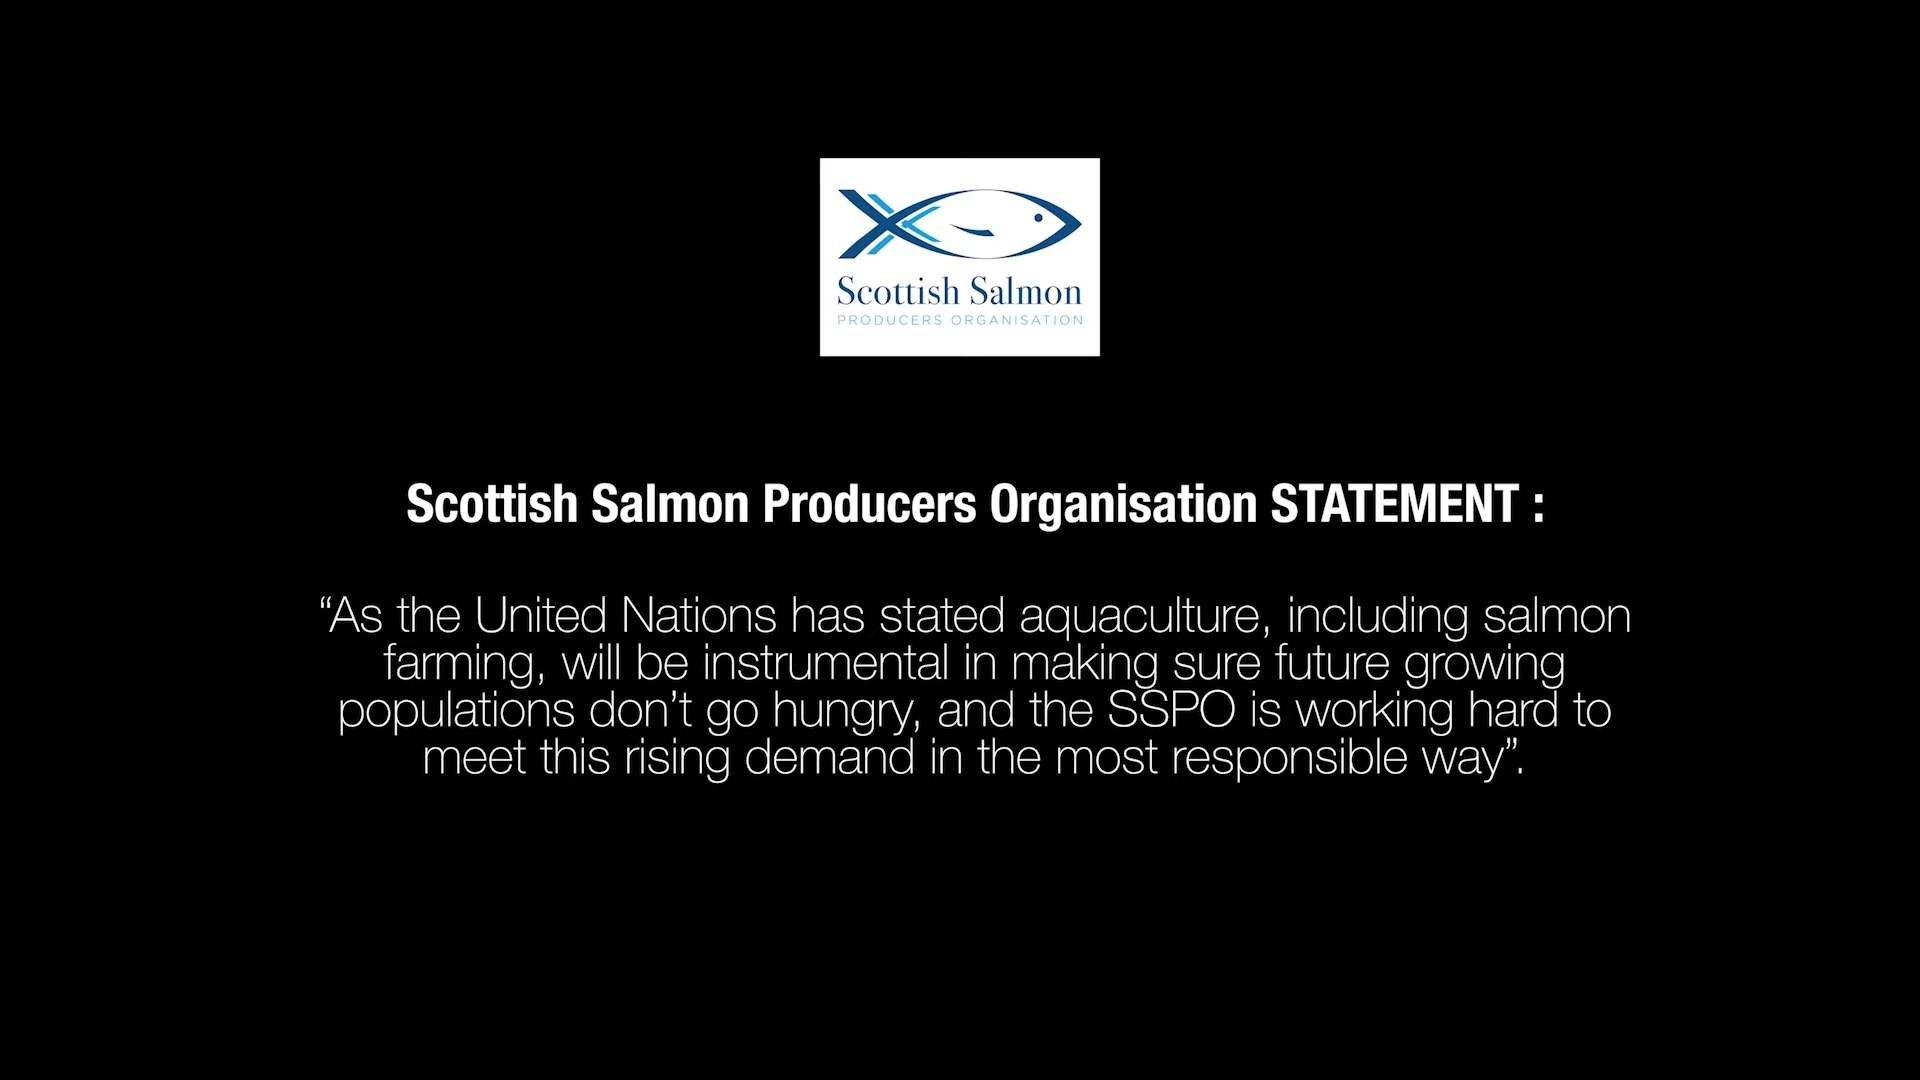 Scottish Salmon
PRODUCERS ORGANISATION
Scottish Salmon Producers Organisation STATEMENT :
“As the United Nations has stated aquaculture, including salmon
farming, will be instrumental in making sure future growing
populations don’t go hungry, and the SSPO is working hard to
meet this rising demand in the most responsible way”.